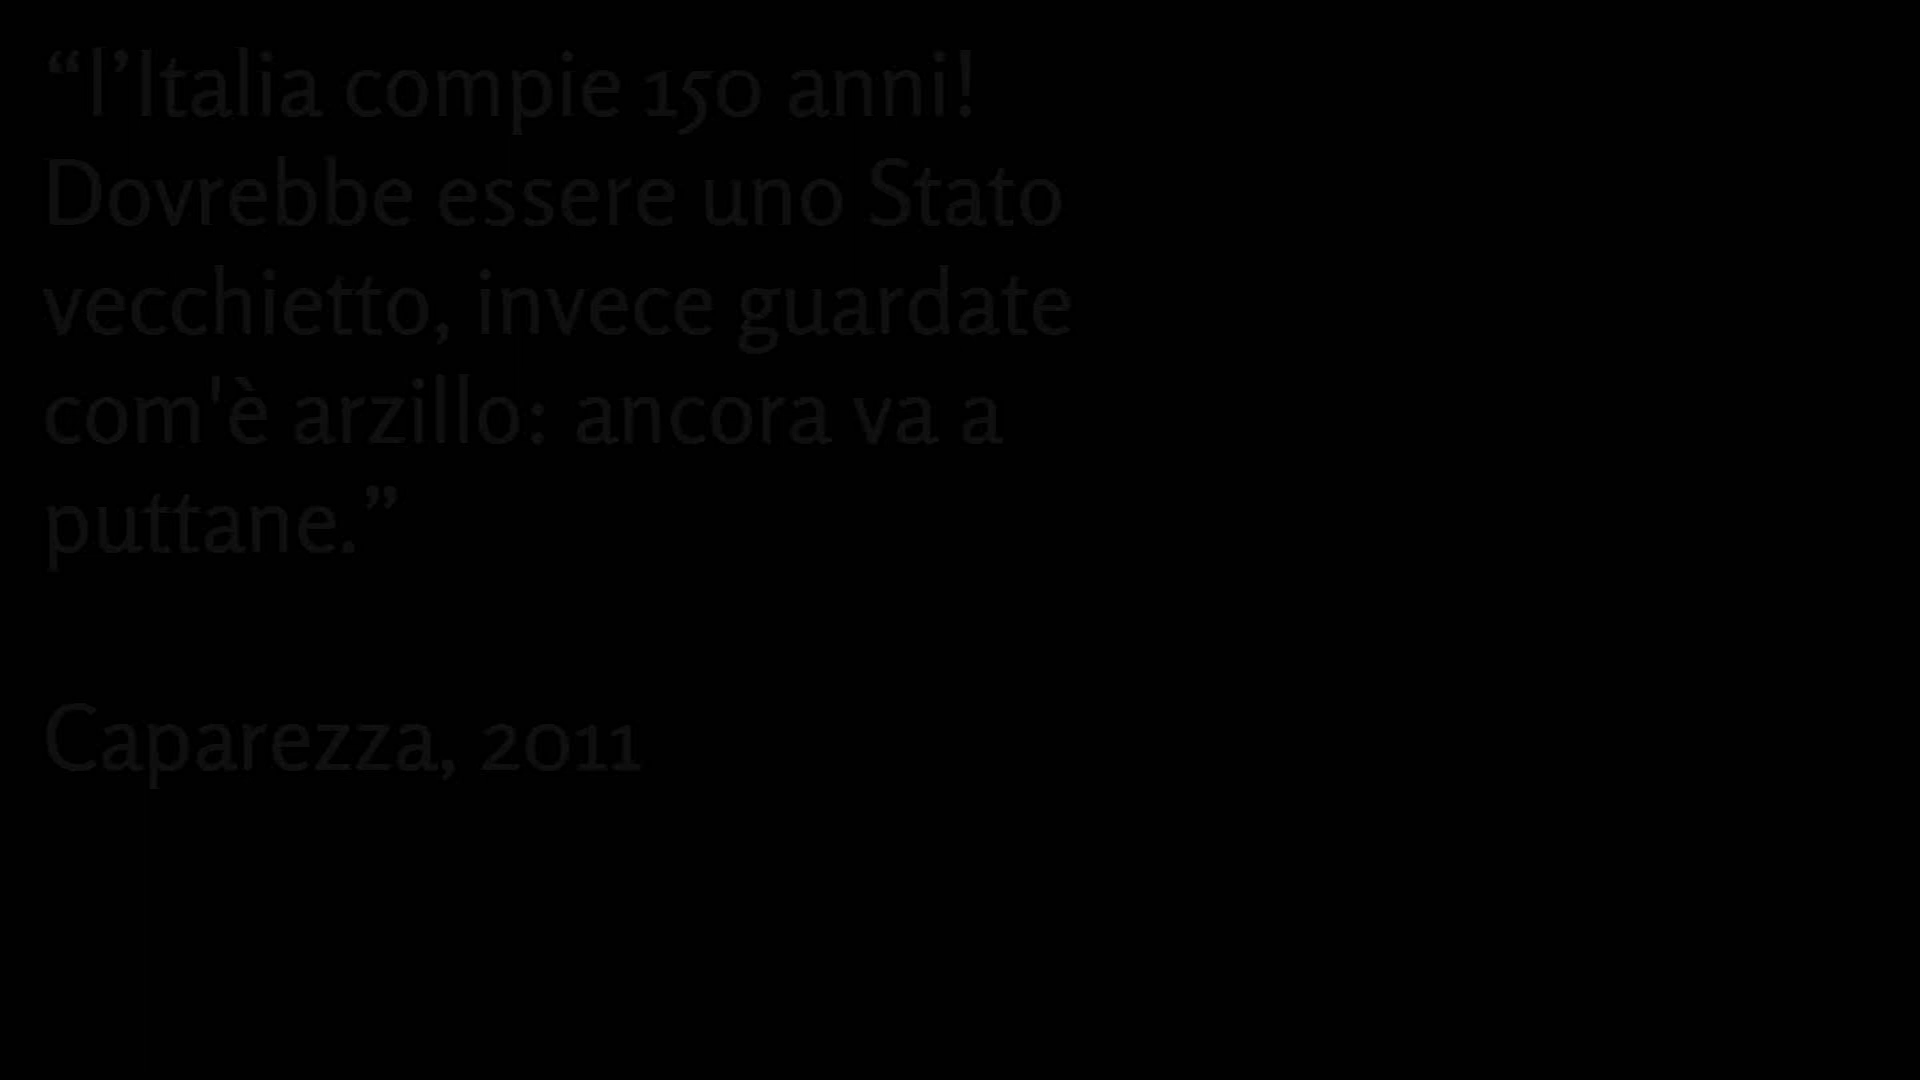 “l’Italia compie 150 anni!
Dovrebbe essere uno Stato
vecchietto, invece guardate
com'è arzillo: ancora va a
puttane.”
Caparezza, 2011